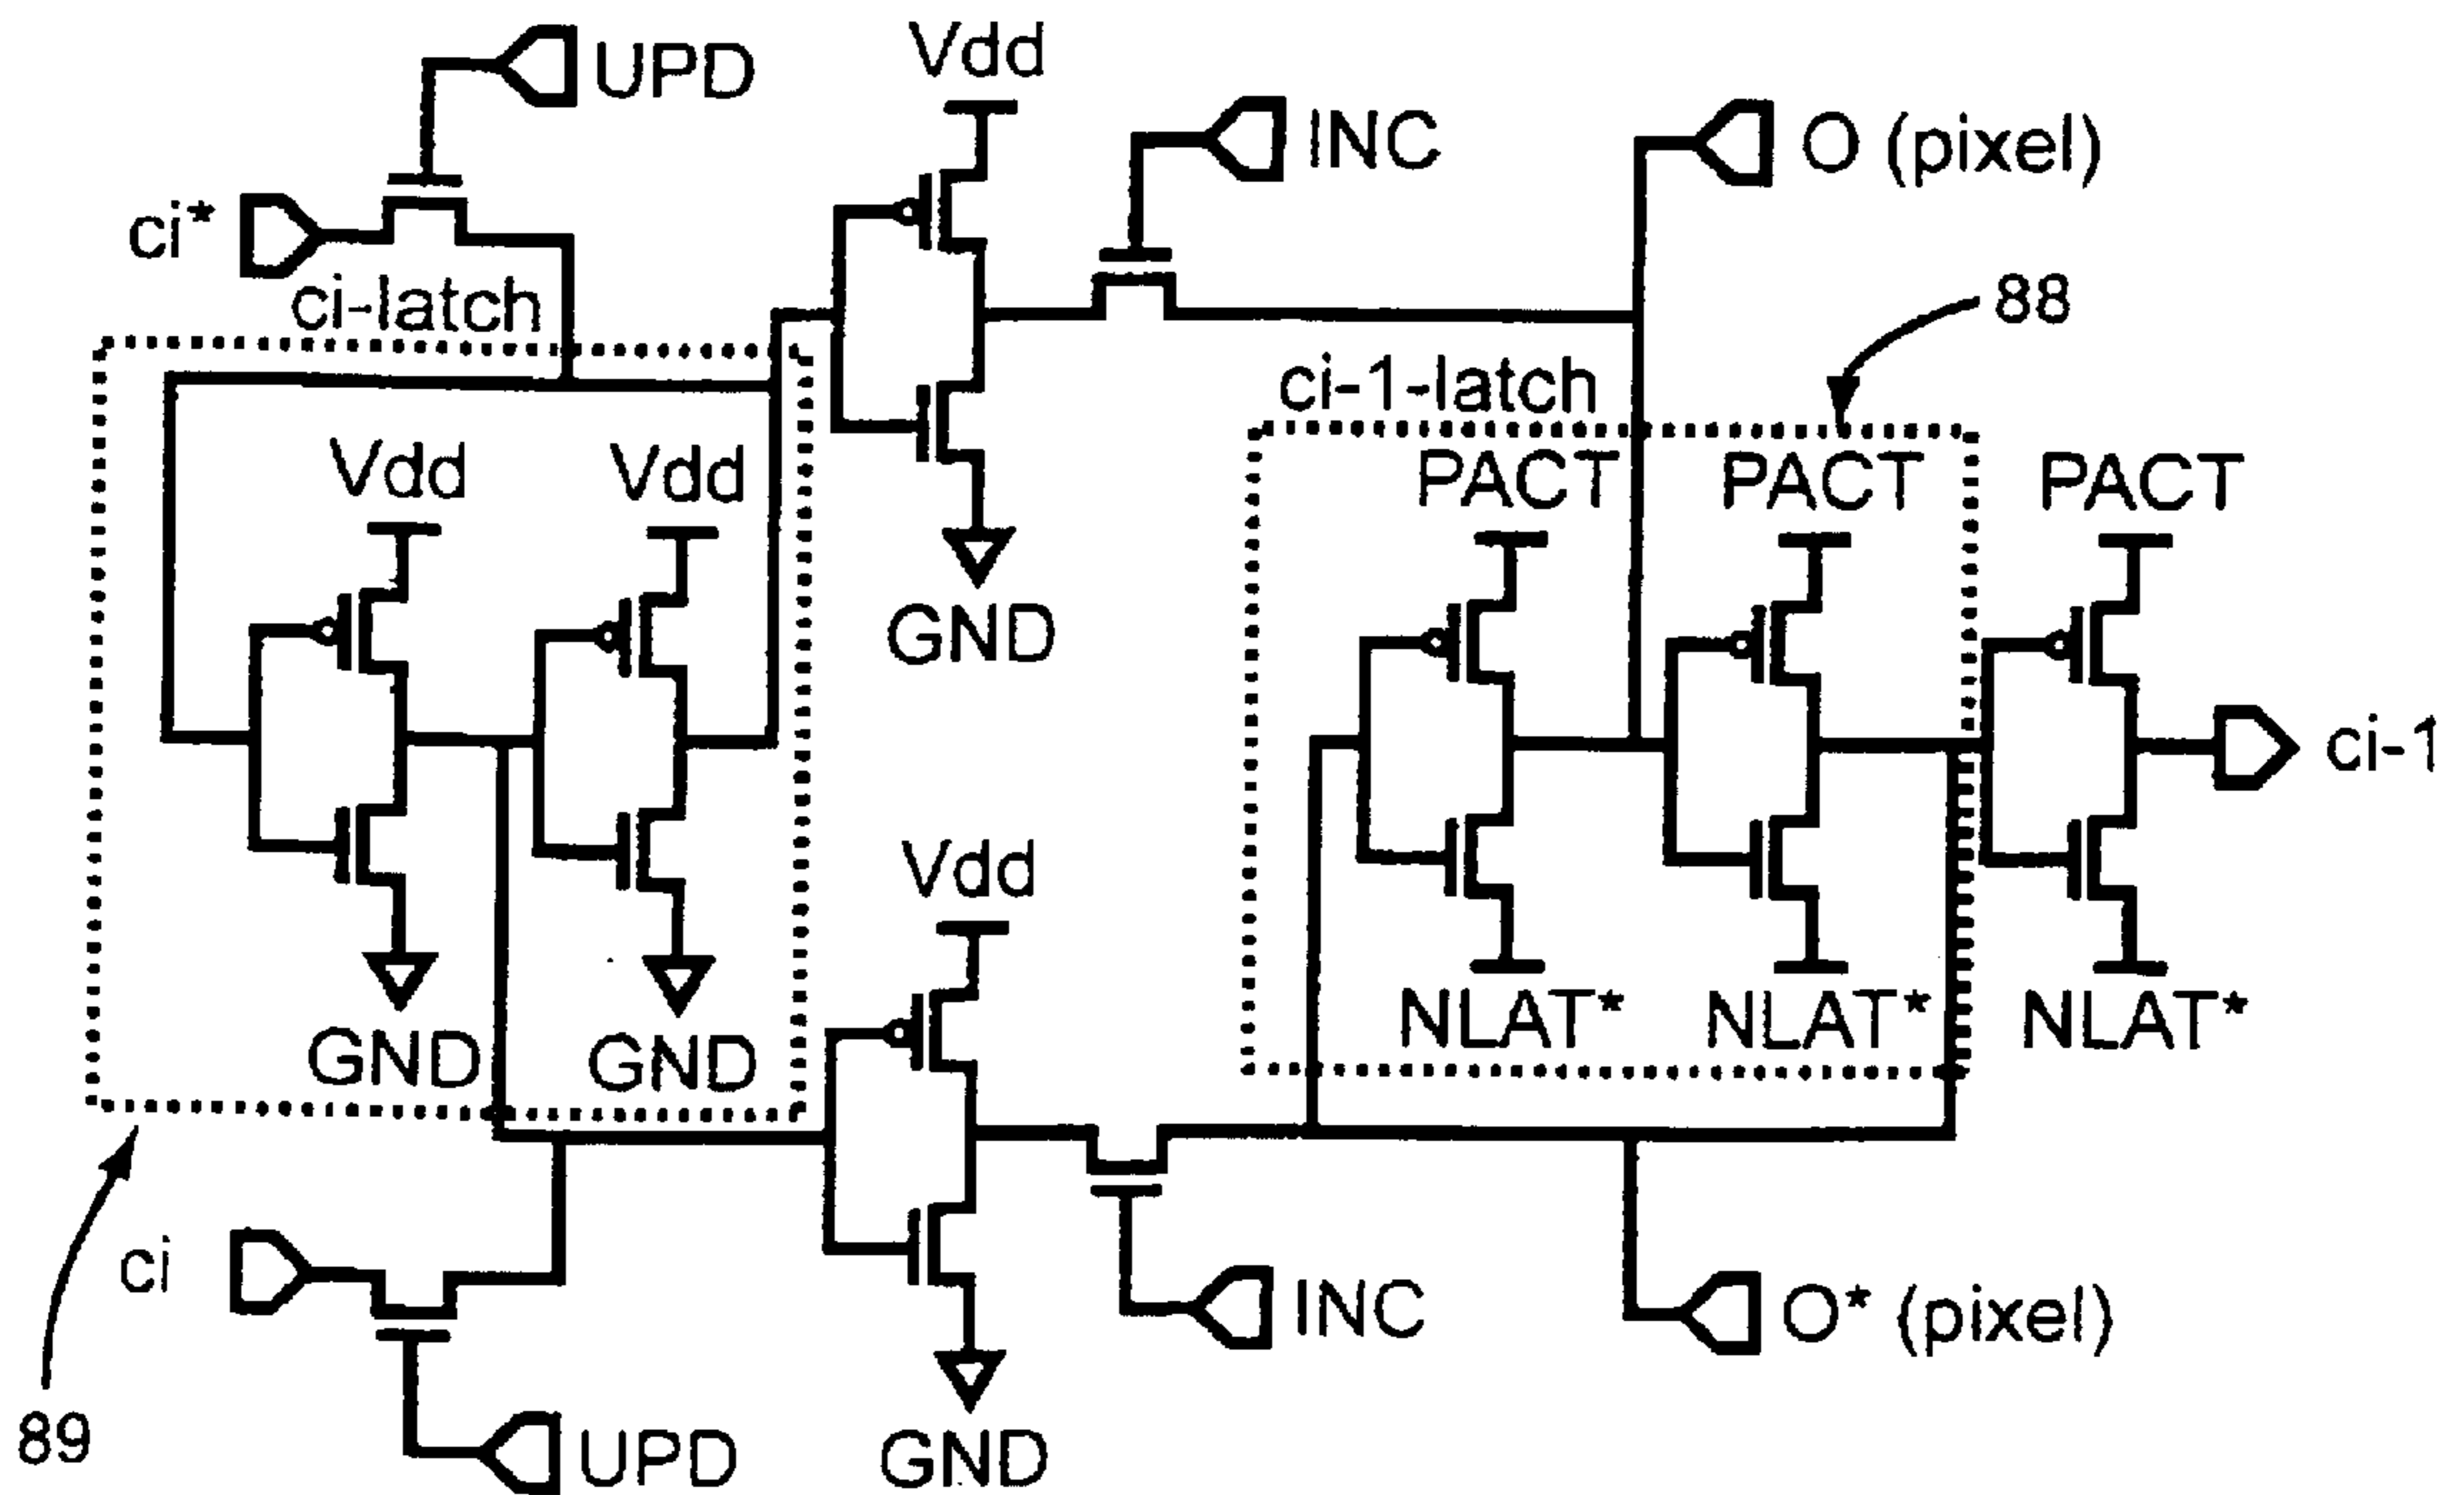 UPD
Vdd
INC
O (pixel)
ci*
ci-latch
88
ci-1-latch
Vdd
Vdd
PACT
PACT
PACT
GND
ci-1
Vdd
NLAT*
NLAT*
NLAT*
GND
GND
ci
INC
O* (pixel)
89
UPD
GND